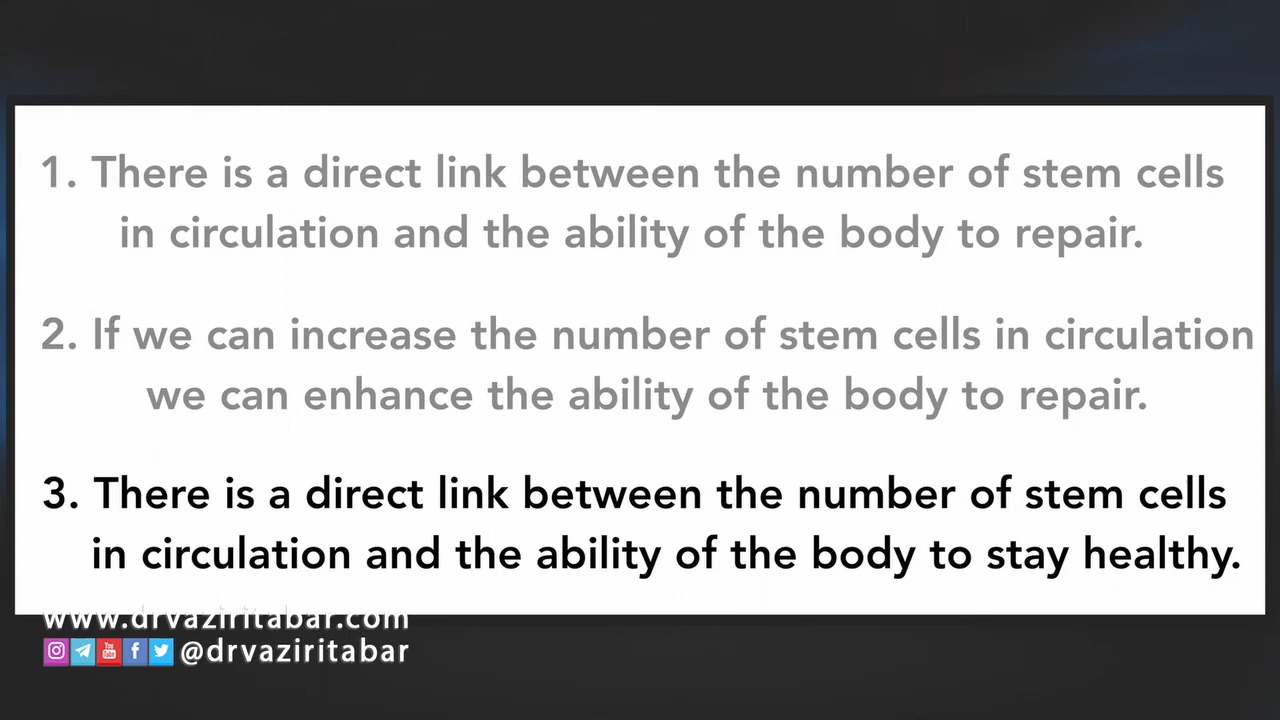 1. There is a direct link between the number of stem cells
in circulation and the ability of the body to repair.
2. If we can increase the number of stem cells in circulation
we can enhance the ability of the body to repair.
3. There is a direct link between the number of stem cells
in circulation and the ability of the body to stay healthy.
www.drvaziritabar.com
You Tube @drvaziritabar